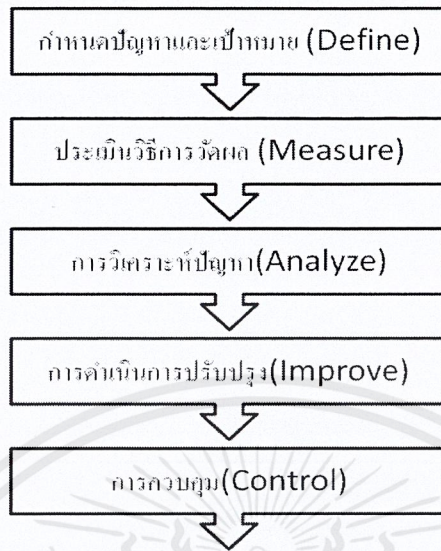 กำหนดปัญหาและเป้าหมาย (Define)
ประเมินวิธีการวัดผล (Measure)
การวิเคราะห์ปัญหา(Analyze)
การดำเนินการปรับปรุง(Improve)
การควบคุม(Control)